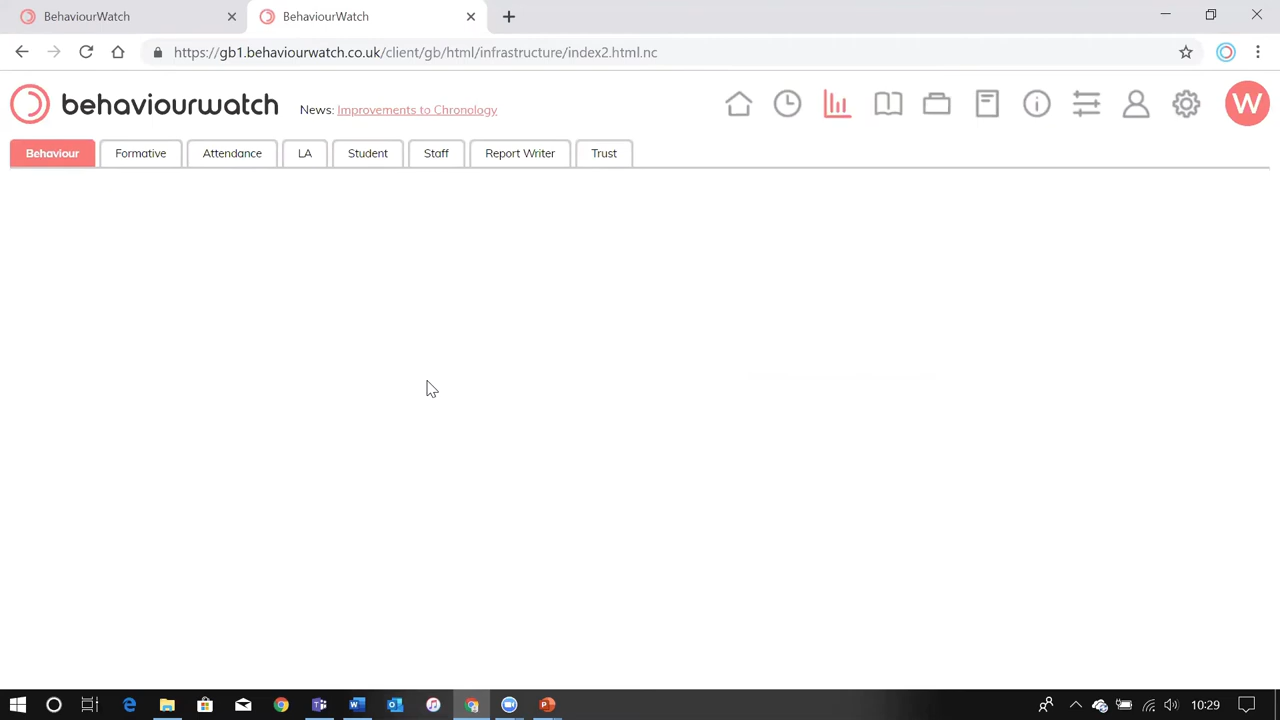 BehaviourWatch
BehaviourWatch
https://gb1.behaviourwatch.co.uk/client/gb/html/infrastructure/index2.html.nc
behaviourwatch
News: Improvements to Chronology
W
Behaviour
Formative
Attendance
LA
Student
Staff
Report Writer
Trust
10:29